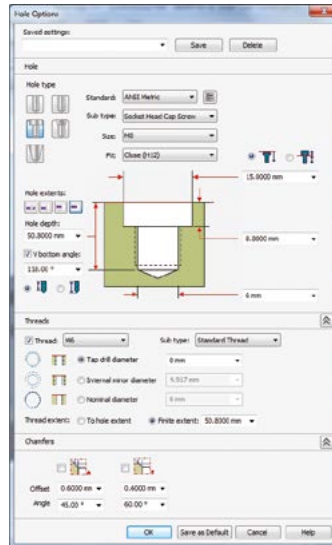 Hole Options
Saved settings:
Save Delete
Hole
Hole type
Standard: ANSI Metric
Sub type: Socket Head Cap Screw
Size: M8
Fit: Close (H12)
15.0000 mm
Hole extents:
Hole depth:
50.8000 mm
V bottom angle:
118.00 °
8.8000 mm
6 mm
Threads
Thread: M6 Sub type: Standard Thread
Tap drill diameter 0 mm
Internal minor diameter 4.917 mm
Nominal diameter 6 mm
Thread extent: To hole extent Finite extent: 50.8000 mm
Chamfers
Offset 0.6000 mm 0.4000 mm
Angle 45.00 ° 60.00 °
OK Save as Default Cancel Help